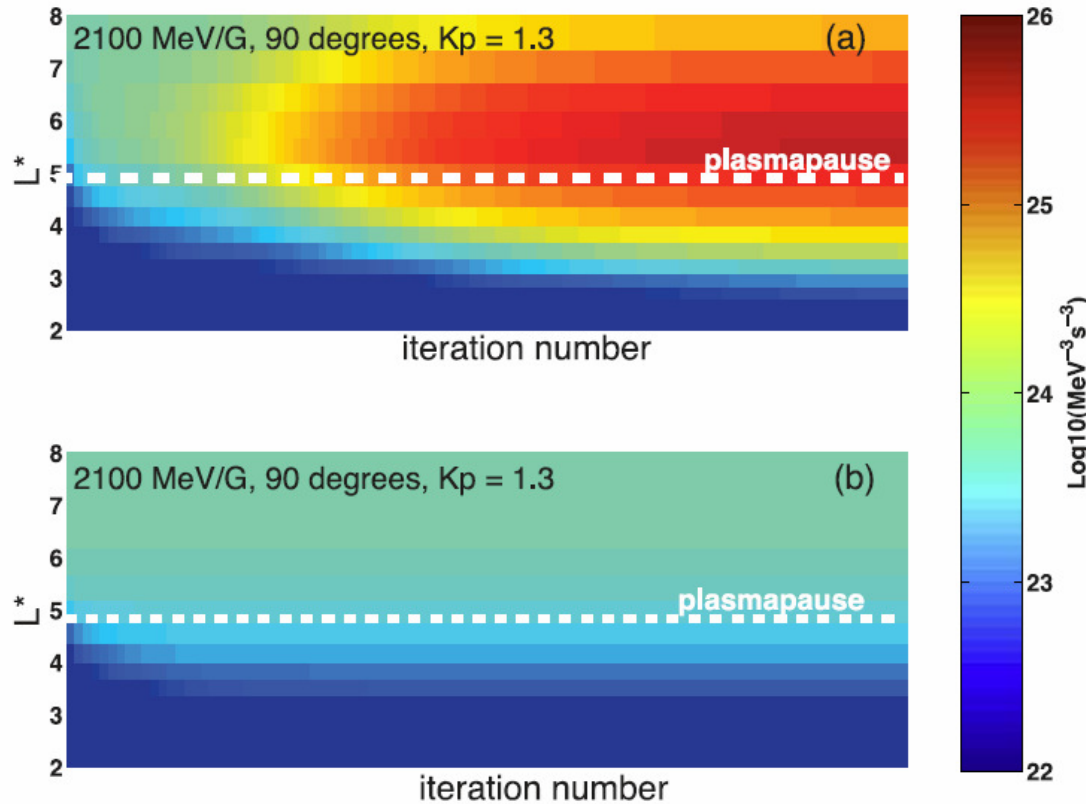 2100 MeV/G, 90 degrees, Kp = 1.3
(a)
8
7
6
5
4
3
2
L*
plasmapause
iteration number
2100 MeV/G, 90 degrees, Kp = 1.3
(b)
8
7
6
5
4
3
2
L*
plasmapause
iteration number
26
25
24
23
22
Log10(MeV⁻³s⁻³)